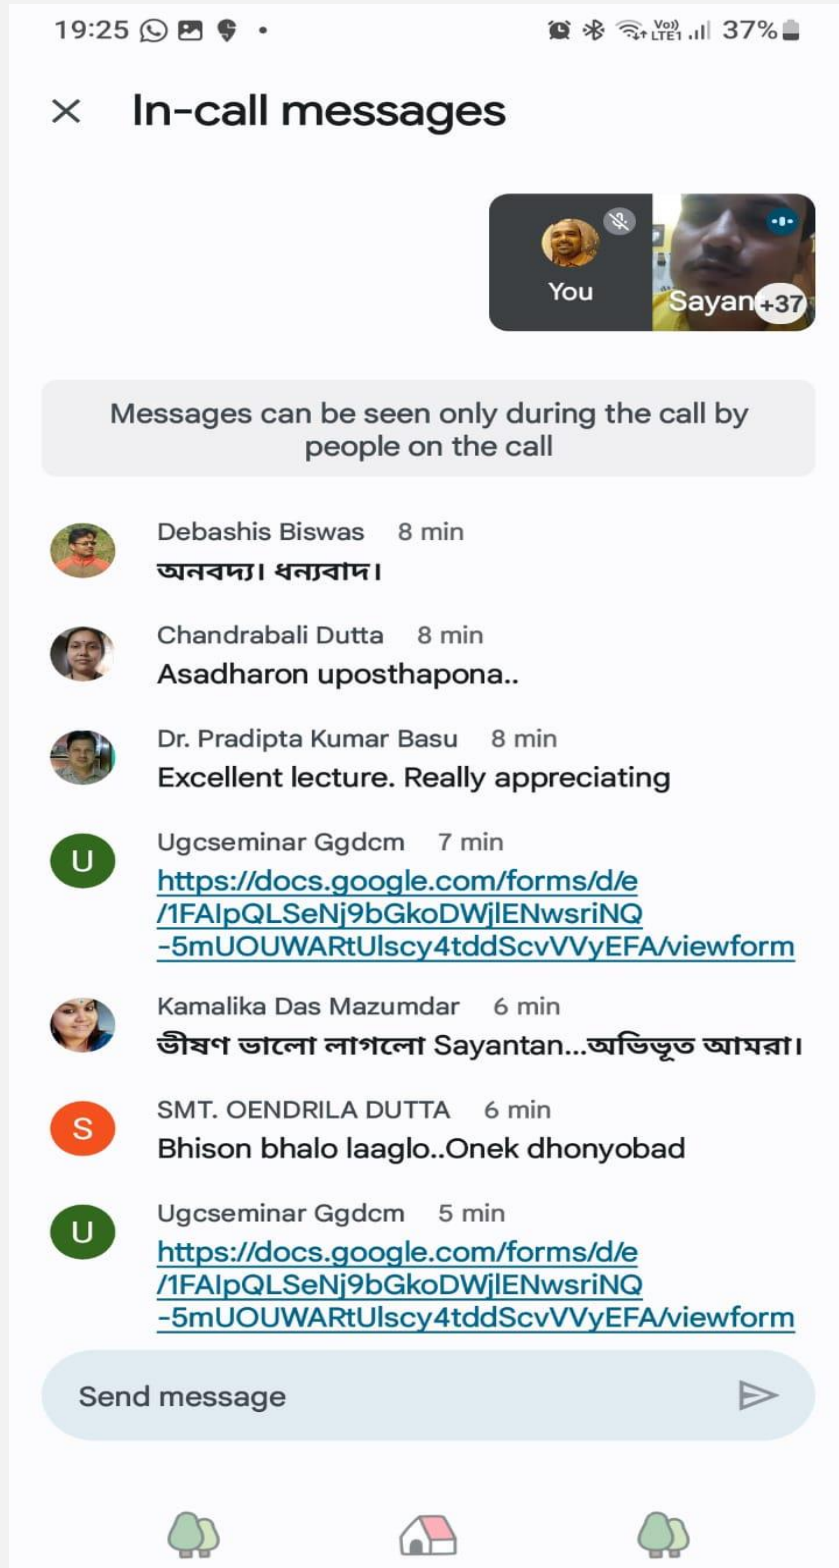 19:25
Vo))
LTE1
37%
In-call messages
You
Sayan
+37
Messages can be seen only during the call by
people on the call
Debashis Biswas 8 min
অনবদ্য। ধন্যবাদ।
Chandrabali Dutta 8 min
Asadharon uposthapona..
Dr. Pradipta Kumar Basu 8 min
Excellent lecture. Really appreciating
U
Ugcseminar Ggdcm 7 min
https://docs.google.com/forms/d/e
/1FAIpQLSeNj9bGkoDWjlENwsriNQ
-5mUOUWARtUlscy4tddScvVVyEFA/viewform
Kamalika Das Mazumdar 6 min
ভীষণ ভালো লাগলো Sayantan...অভিভূত আমরা।
S
SMT. OENDRILA DUTTA 6 min
Bhison bhalo laaglo..Onek dhonyobad
U
Ugcseminar Ggdcm 5 min
https://docs.google.com/forms/d/e
/1FAIpQLSeNj9bGkoDWjlENwsriNQ
-5mUOUWARtUlscy4tddScvVVyEFA/viewform
Send message